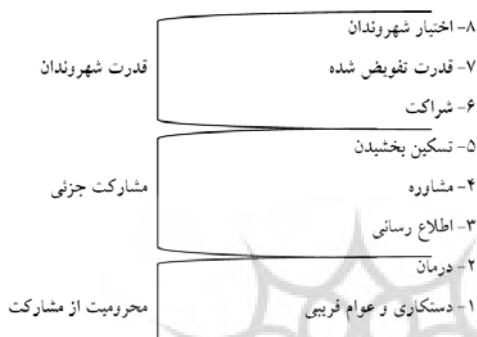 ۸- اختیار شهروندان
۷- قدرت تفویض شده
قدرت شهروندان
۶- شراکت
۵- تسکین بخشیدن
۴- مشاوره
مشارکت جزئی
۳- اطلاع رسانی
۲- درمان
۱- دستکاری و عوام فریبی
محرومیت از مشارکت